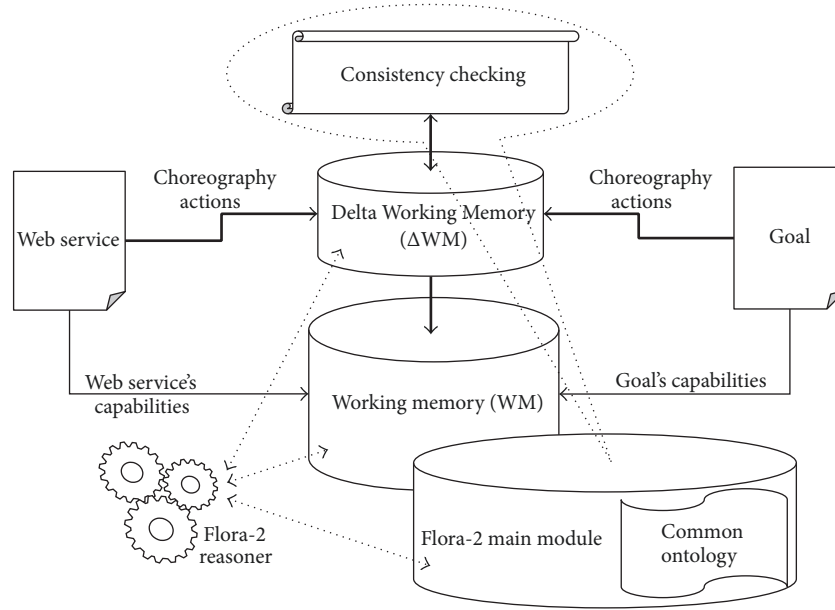 Consistency checking
Choreography
actions
Choreography
actions
Web service
Delta Working Memory
(ΔWM)
Goal
Web service's
capabilities
Working memory (WM)
Goal's capabilities
Flora-2
reasoner
Flora-2 main module
Common
ontology